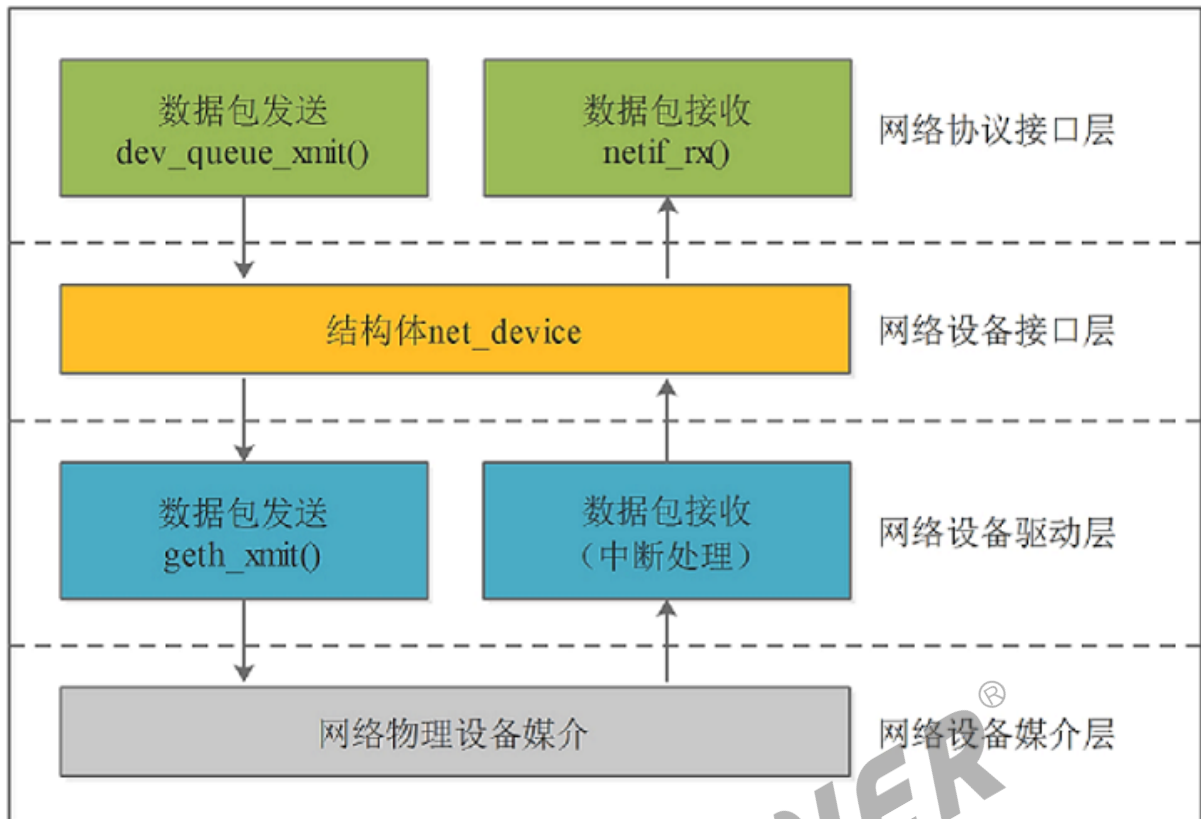 数据包发送
dev_queue_xmit()
数据包接收
netif_rx()
网络协议接口层
结构体net_device
网络设备接口层
数据包发送
geth_xmit()
数据包接收
(中断处理)
网络设备驱动层
网络物理设备媒介
网络设备媒介层
NER®